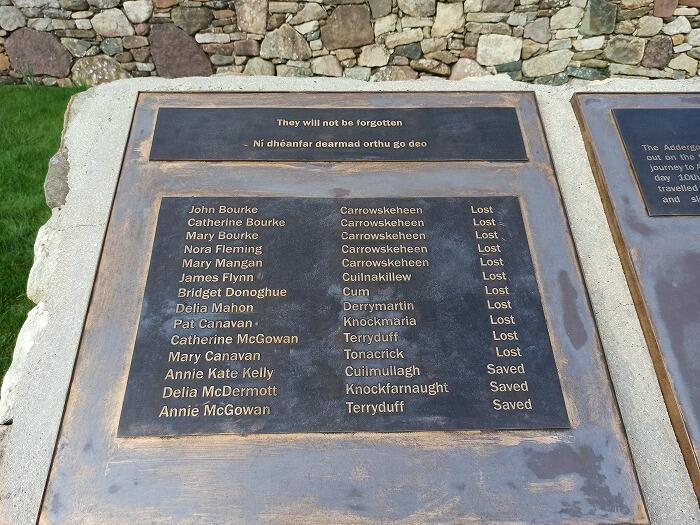 They will not be forgotten
Ní dhéanfar dearmad orthu go deo
John Bourke Carrowskeheen Lost
Catherine Bourke Carrowskeheen Lost
Mary Bourke Carrowskeheen Lost
Nora Fleming Carrowskeheen Lost
Mary Mangan Carrowskeheen Lost
James Flynn Cuilnakillew Lost
Bridget Donoghue Cum Lost
Delia Mahon Derrymartin Lost
Pat Canavan Knockmaria Lost
Catherine McGowan Terryduff Lost
Mary Canavan Tonacrick Lost
Annie Kate Kelly Cuilmullagh Saved
Delia McDermott Knockfarnaught Saved
Annie McGowan Terryduff Saved
The Addergo
out on the
journey to
day 10th
travelled
and